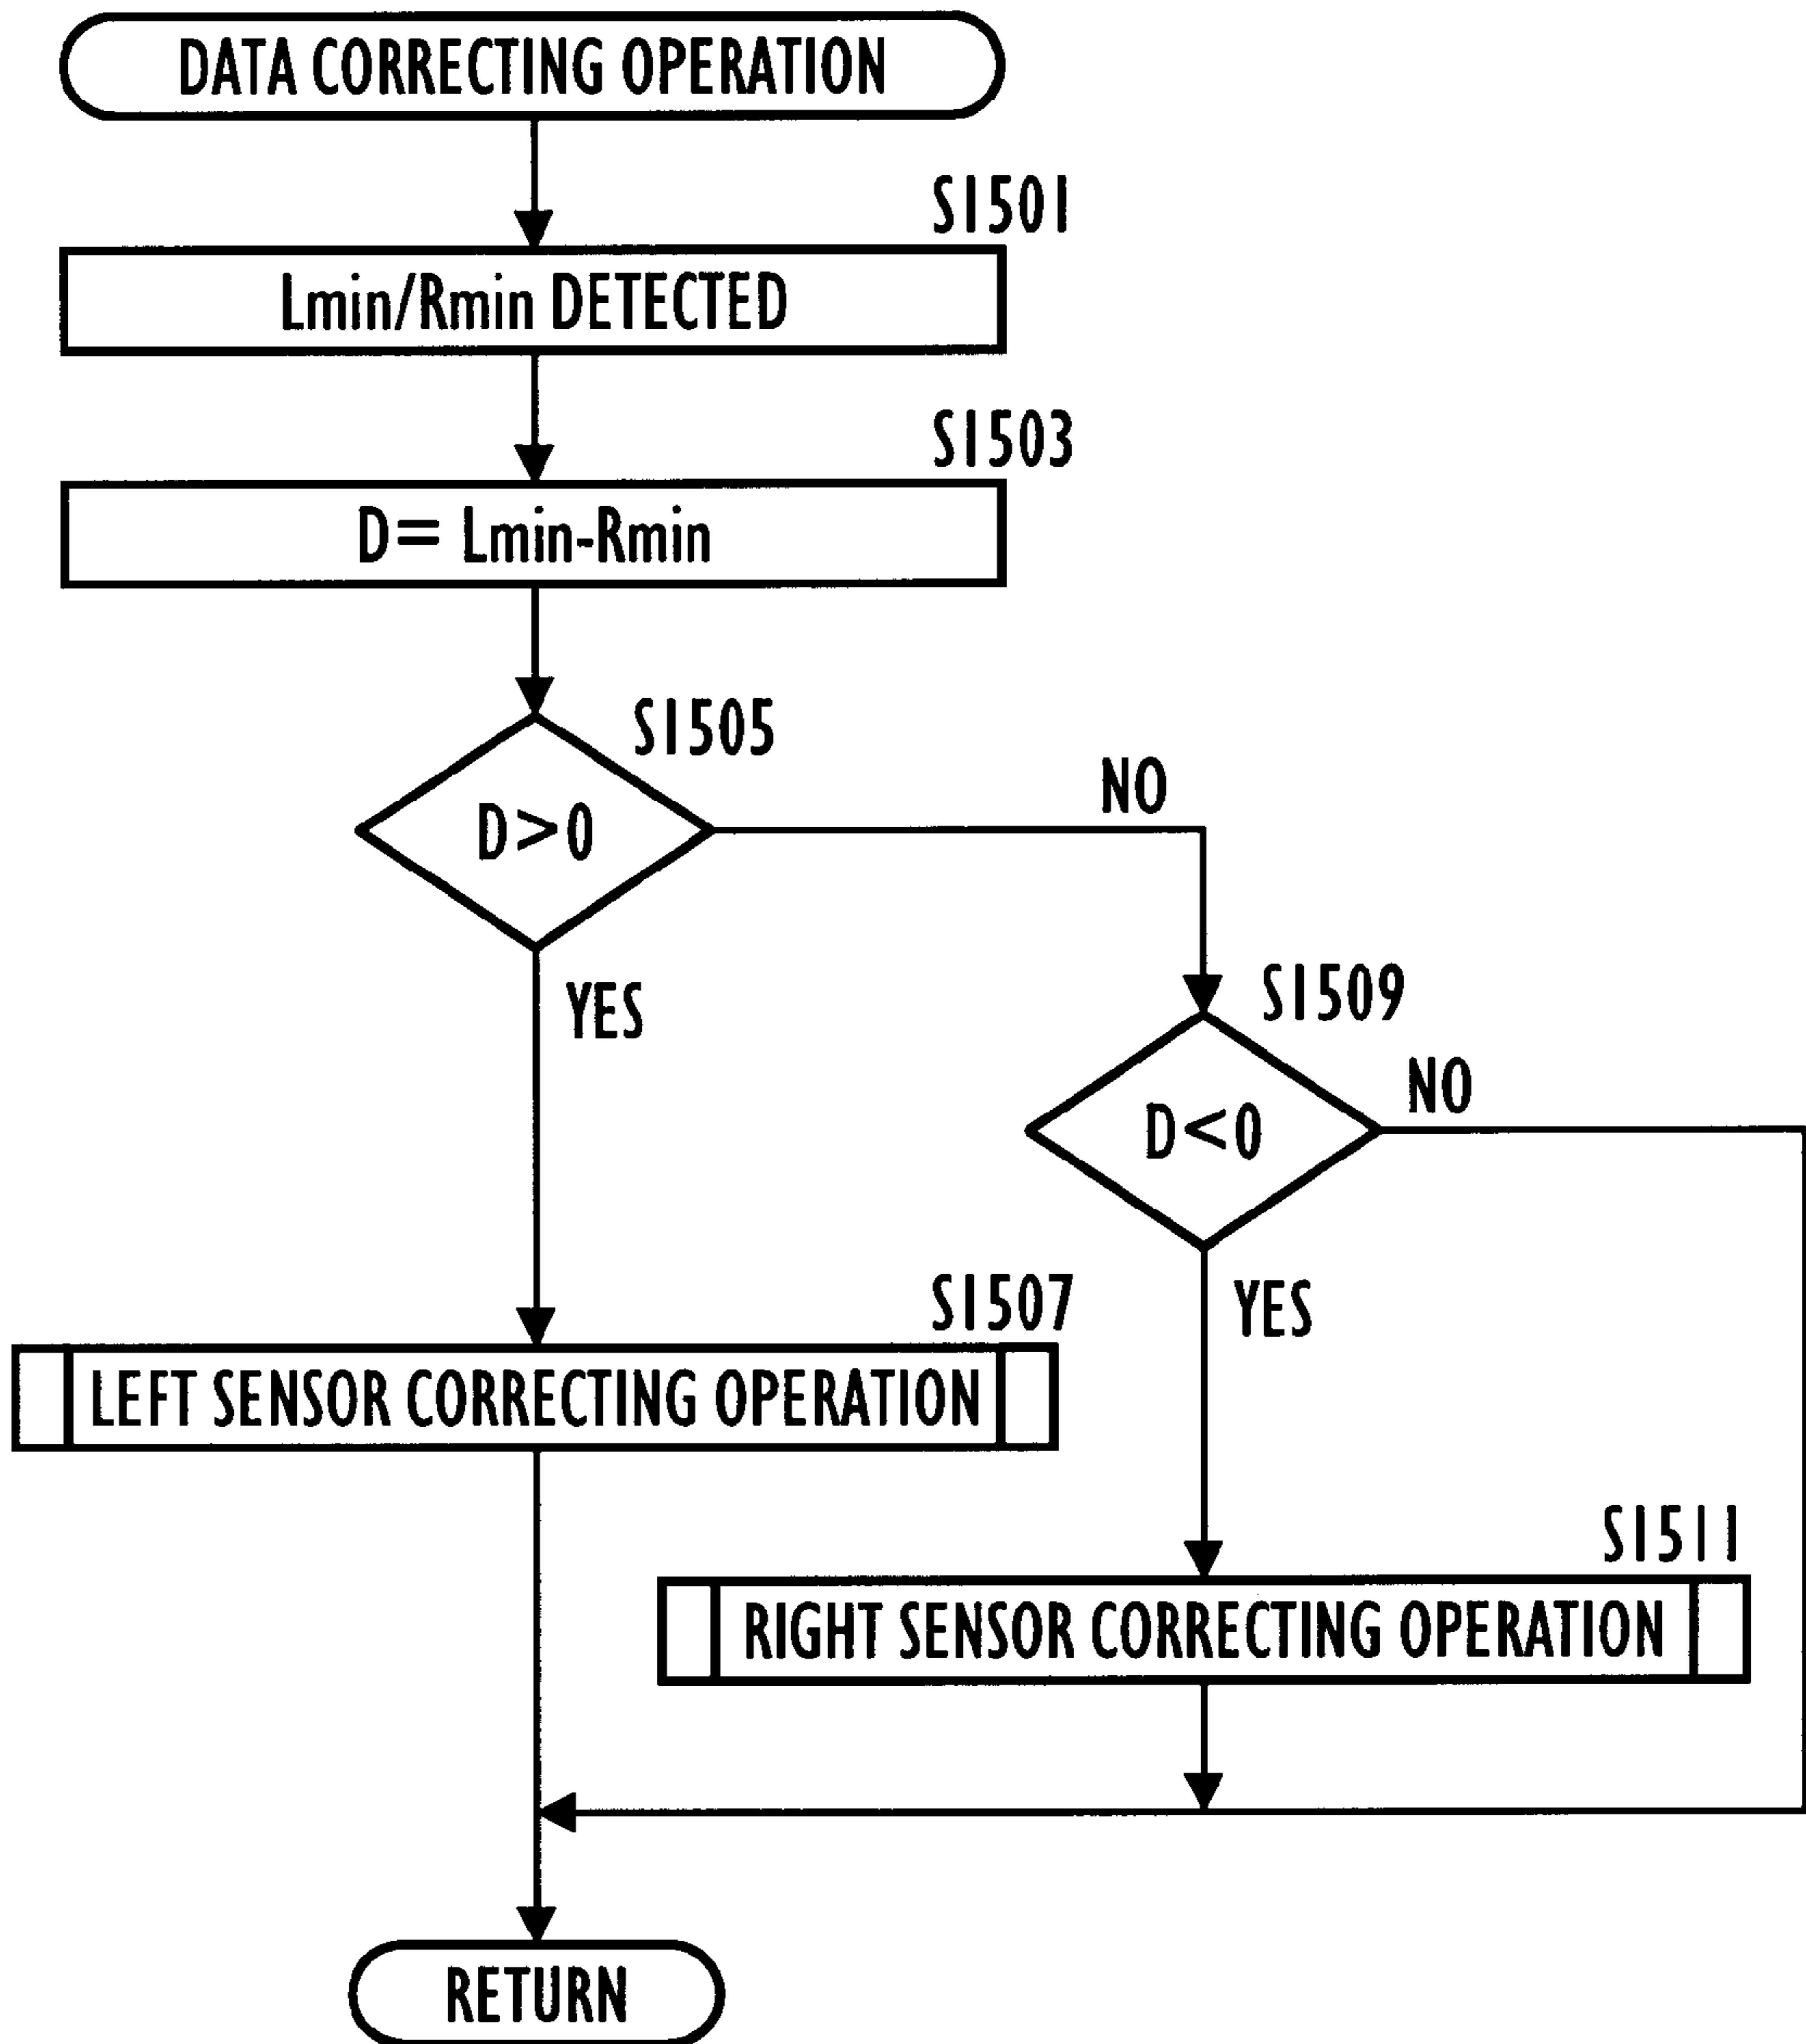 DATA CORRECTING OPERATION
S1501
Lmin/Rmin DETECTED
S1503
D= Lmin-Rmin
S1505
D>0
NO
YES
S1509
D<0
NO
YES
S1507
LEFT SENSOR CORRECTING OPERATION
S1511
RIGHT SENSOR CORRECTING OPERATION
RETURN